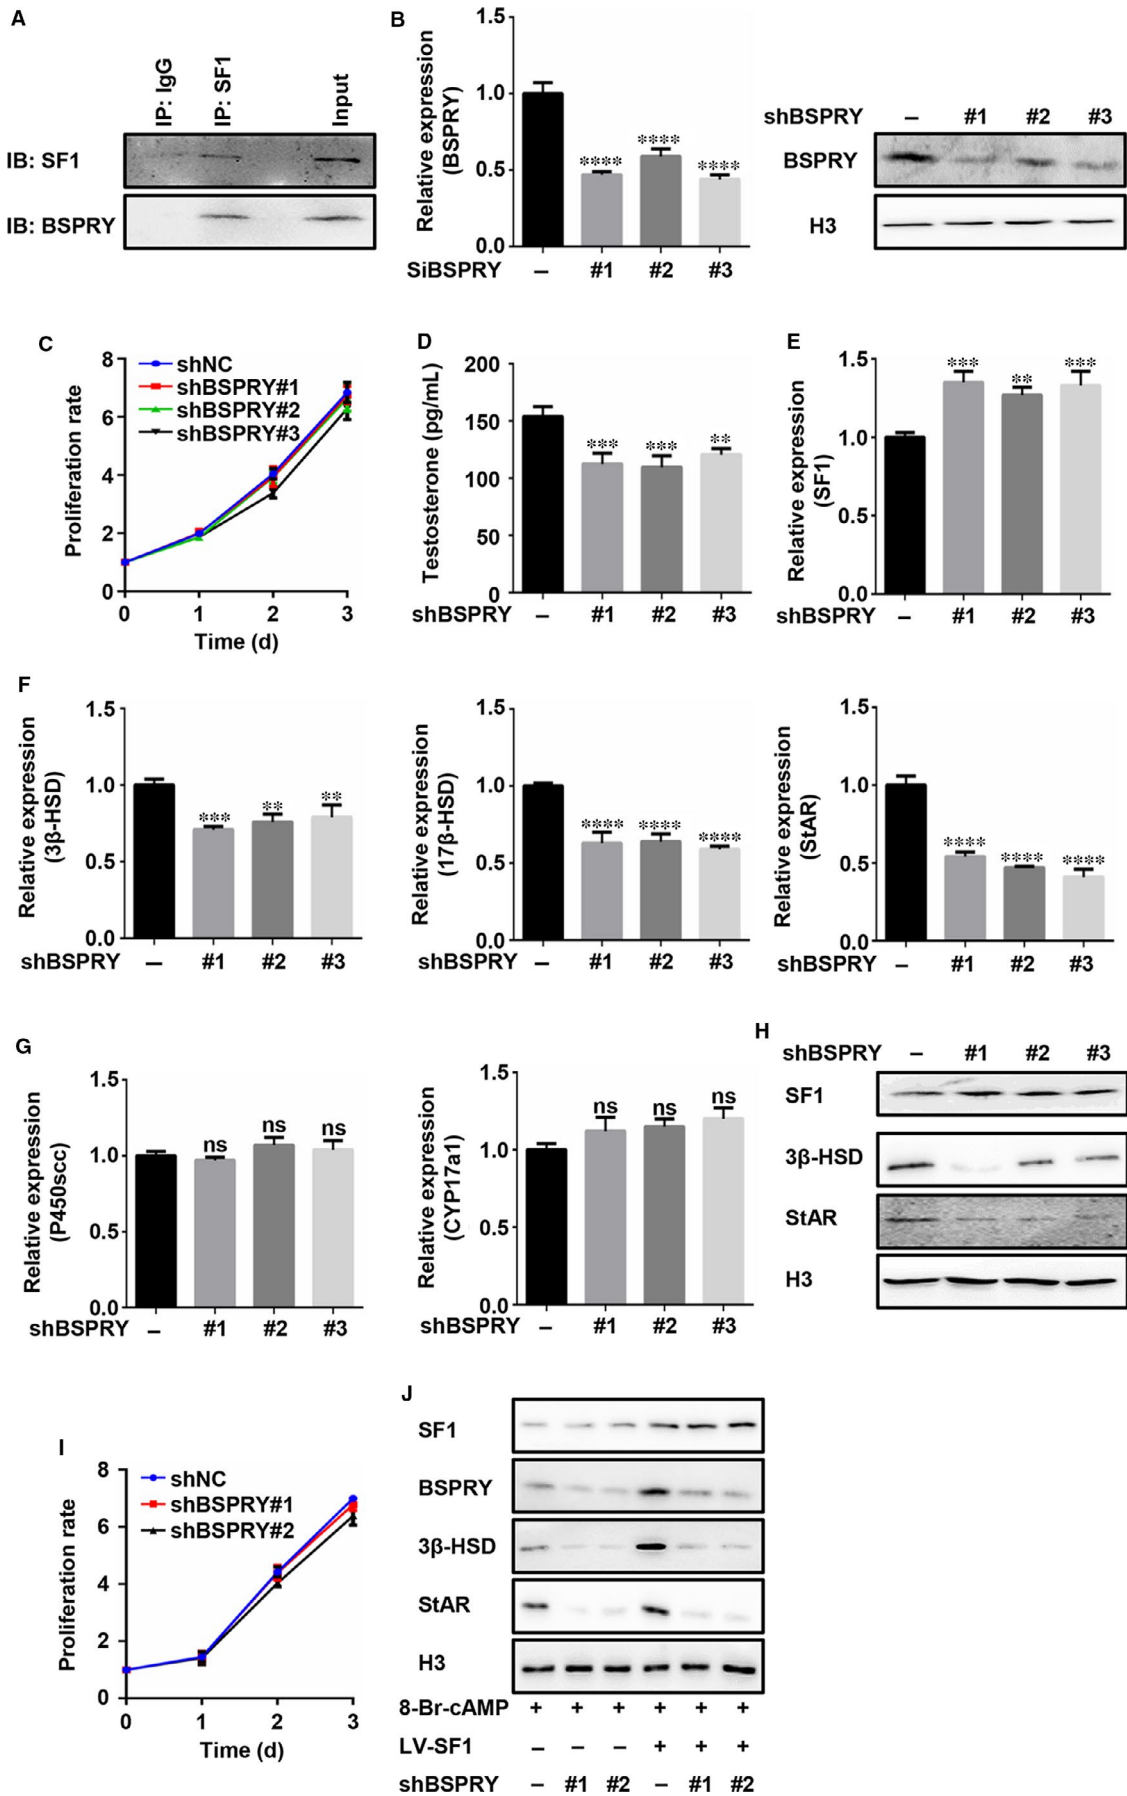 A
IP: IgG
IP: SF1
Input
IB: SF1
IB: BSPRY
B
Relative expression
(BSPRY)
1.5
1.0
0.5
0.0
****
****
****
SiBSPRY – #1 #2 #3
shBSPRY – #1 #2 #3
BSPRY
H3
C
Proliferation rate
8
6
4
2
0
shNC
shBSPRY#1
shBSPRY#2
shBSPRY#3
0 1 2 3
Time (d)
D
Testosterone (pg/mL)
200
150
100
50
0
***
***
**
shBSPRY – #1 #2 #3
E
Relative expression
(SF1)
1.5
1.0
0.5
0.0
***
**
***
shBSPRY – #1 #2 #3
F
Relative expression
(3β-HSD)
1.5
1.0
0.5
0.0
***
**
**
shBSPRY – #1 #2 #3
Relative expression
(17β-HSD)
1.5
1.0
0.5
0.0
****
****
****
shBSPRY – #1 #2 #3
Relative expression
(StAR)
1.5
1.0
0.5
0.0
****
****
****
shBSPRY – #1 #2 #3
G
Relative expression
(P450scc)
1.5
1.0
0.5
0.0
ns
ns
ns
shBSPRY – #1 #2 #3
Relative expression
(CYP17a1)
1.5
1.0
0.5
0.0
ns
ns
ns
shBSPRY – #1 #2 #3
H
shBSPRY – #1 #2 #3
SF1
3β-HSD
StAR
H3
I
Proliferation rate
8
6
4
2
0
shNC
shBSPRY#1
shBSPRY#2
0 1 2 3
Time (d)
J
SF1
BSPRY
3β-HSD
StAR
H3
8-Br-cAMP + + + + + +
LV-SF1 – – – + + +
shBSPRY – #1 #2 – #1 #2